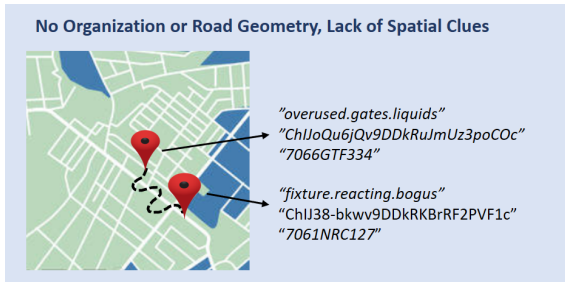 No Organization or Road Geometry, Lack of Spatial Clues
"overused.gates.liquids"
"ChIJoQu6jQv9DDkRuJmUz3poCOc"
"7066GTF334"
"fixture.reacting.bogus"
"ChIJ38-bkwv9DDkRKBrRF2PVF1c"
"7061NRC127"